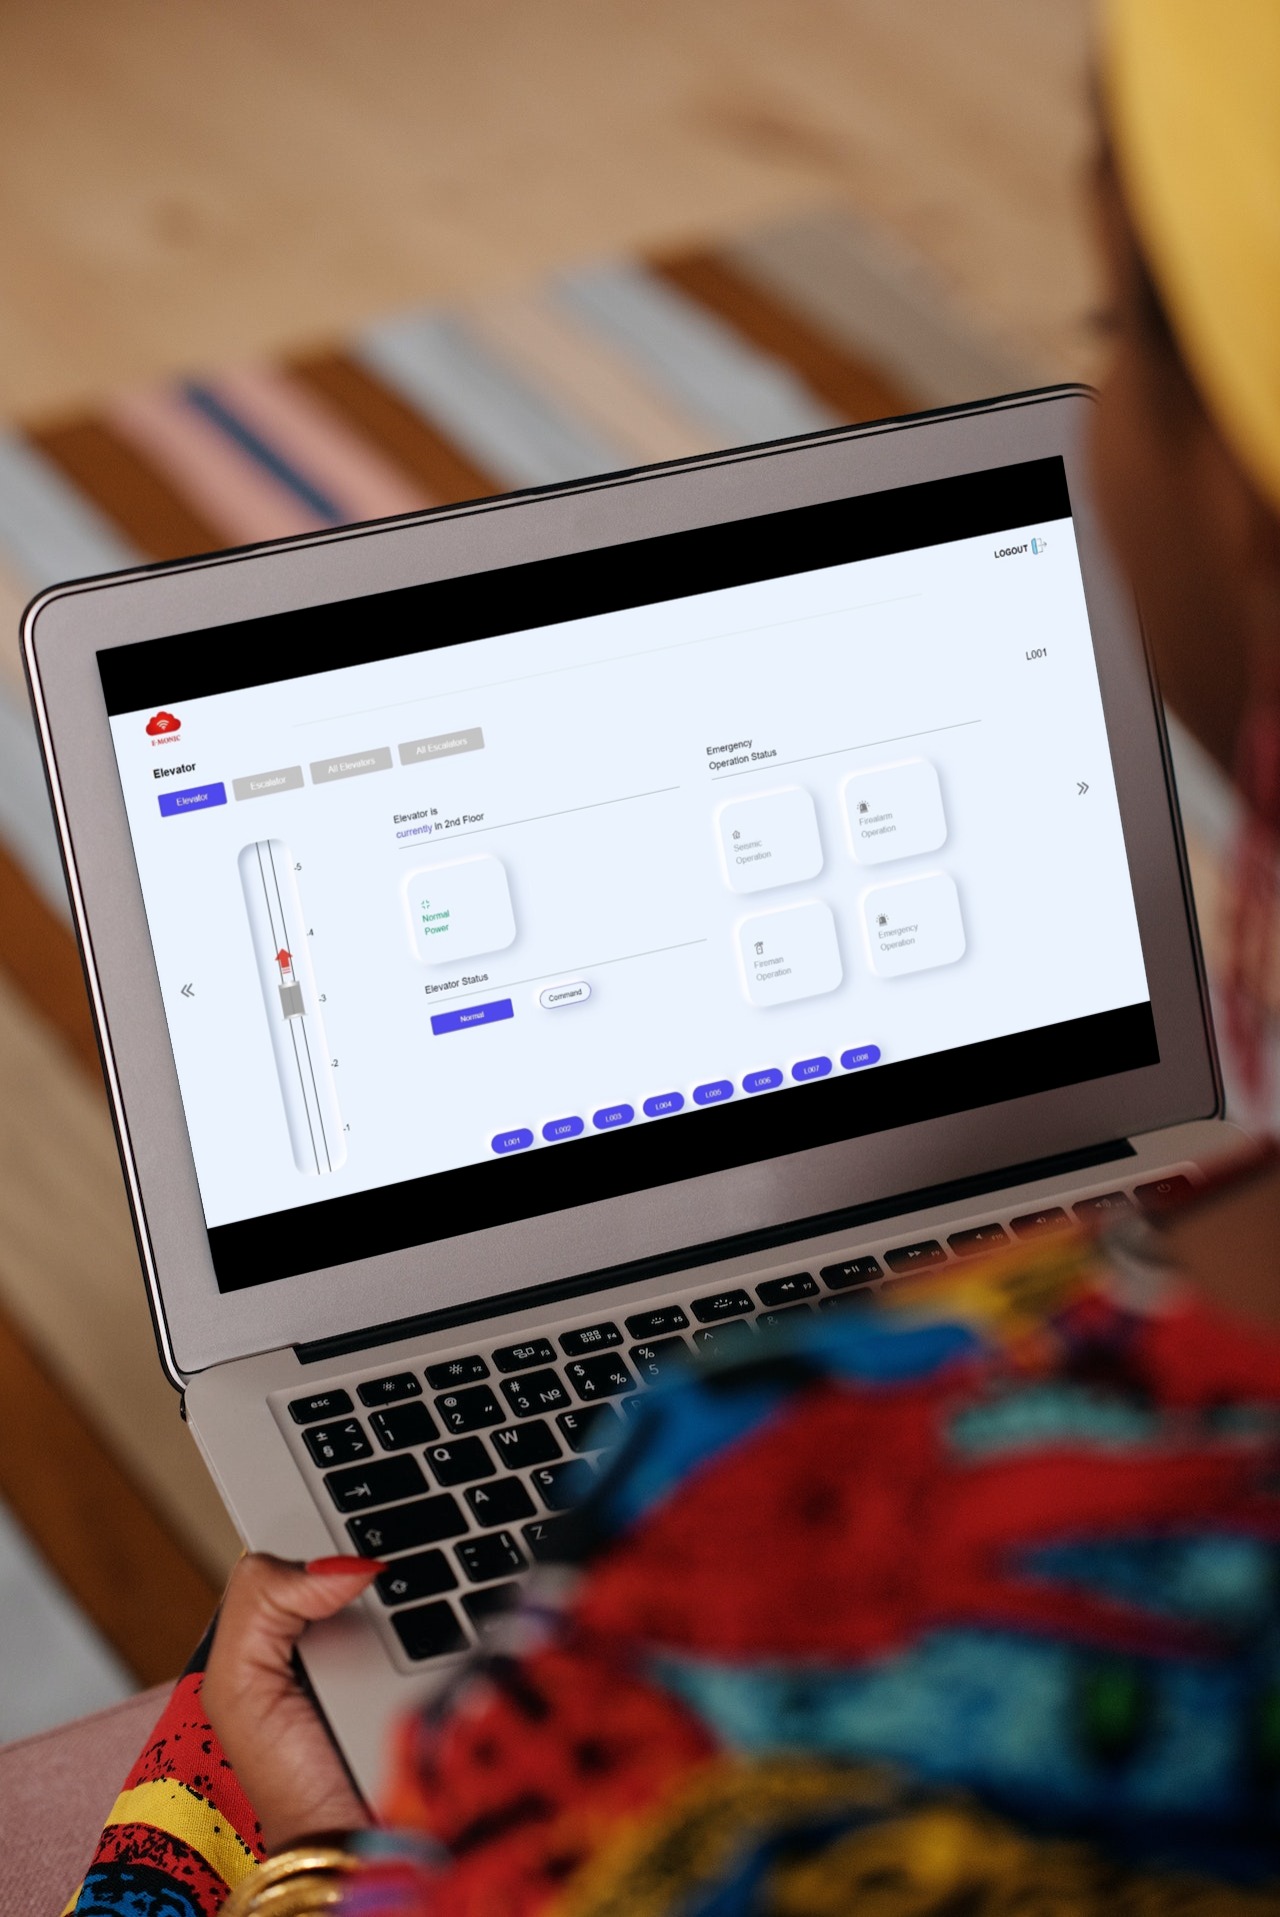 LOGOUT
L001
E-MONIC
Elevator
Elevator
Escalator
All Elevators
All Escalators
Elevator is
currently in 2nd Floor
Normal
Power
Elevator Status
Normal
Command
Emergency
Operation Status
Seismic
Operation
Firealarm
Operation
Fireman
Operation
Emergency
Operation
5
4
3
2
1
L001
L002
L003
L004
L005
L006
L007
L008
esc
F1
F2
F3
F4
F5
F6
F7
F8
F9
F10
± <
§ >
!
1
@
2 "
#
3 №
$
4 %
%
5
^
&
Q
W
E
A
S
Z